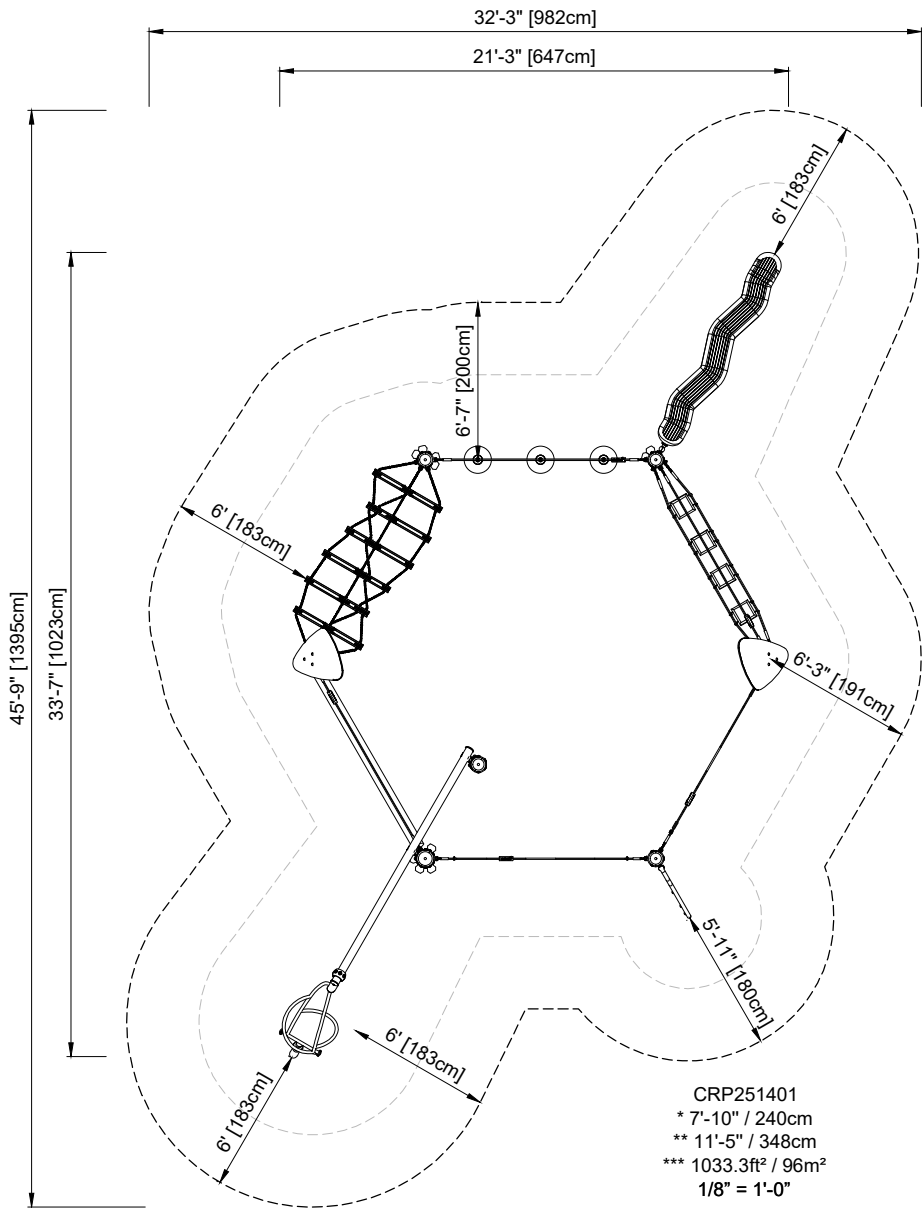 32'-3" [982cm]
21'-3" [647cm]
6' [183cm]
6'-7" [200cm]
6' [183cm]
45'-9" [1395cm]
33'-7" [1023cm]
6'-3" [191cm]
5'-11" [180cm]
6' [183cm]
6' [183cm]
CRP251401
* 7'-10" / 240cm
** 11'-5" / 348cm
*** 1033.3ft² / 96m²
1/8” = 1'-0”